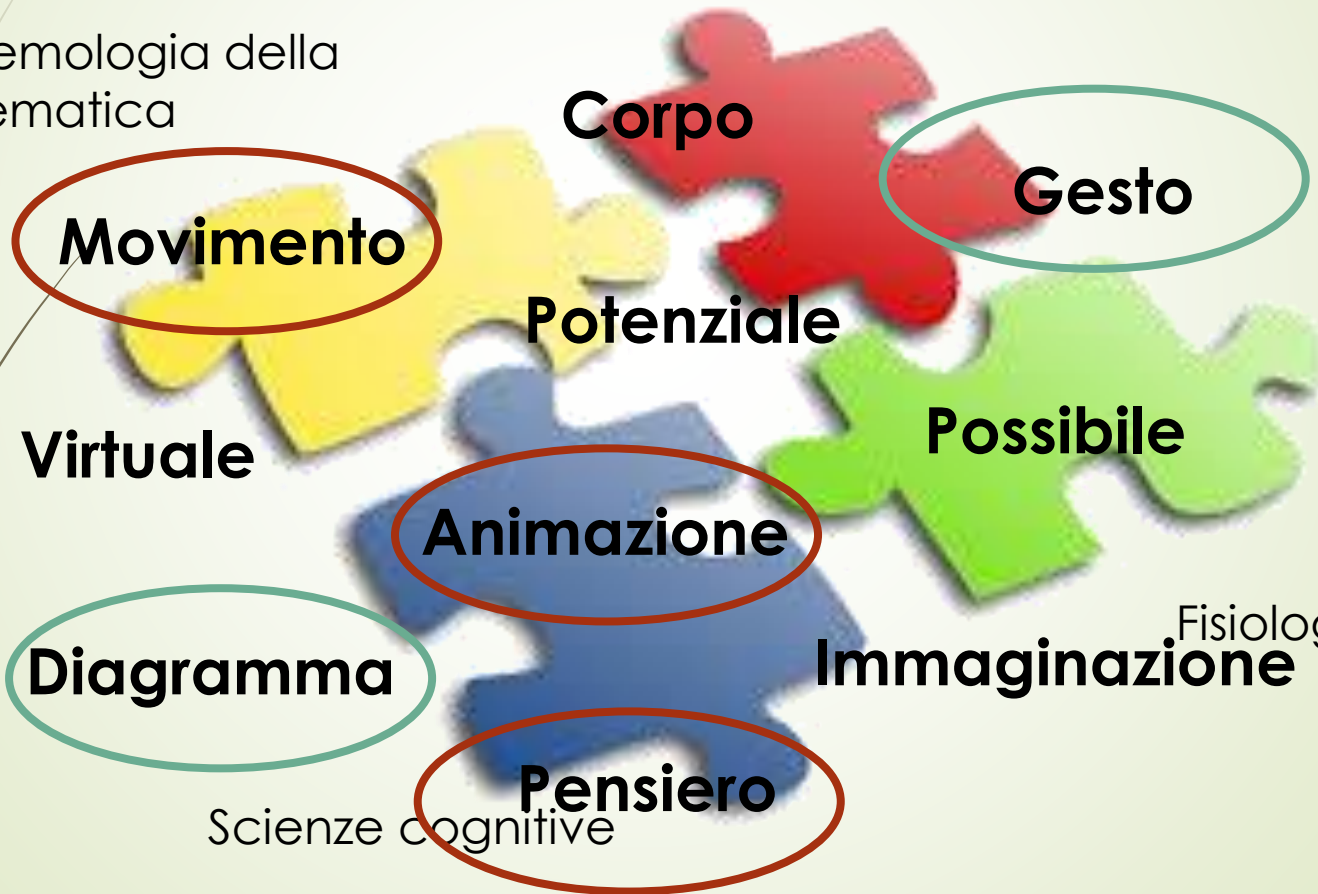 emologia della
ematica
Corpo
Gesto
Movimento
Potenziale
Possibile
Virtuale
Animazione
Fisiolog
Immaginazione
Diagramma
Pensiero
Scienze cognitive